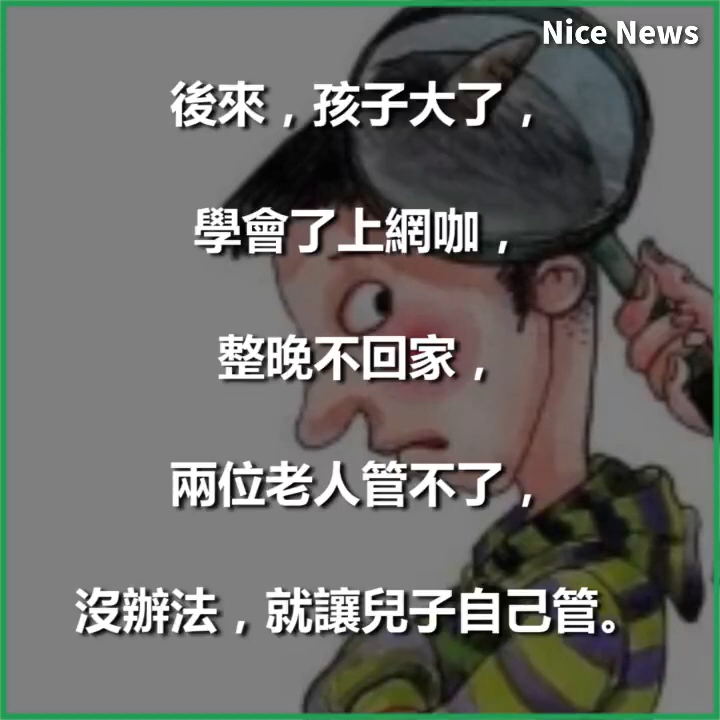 Nice News
後來，孩子大了，
學會了上網咖，
整晚不回家，
兩位老人管不了，
沒辦法，就讓兒子自己管。